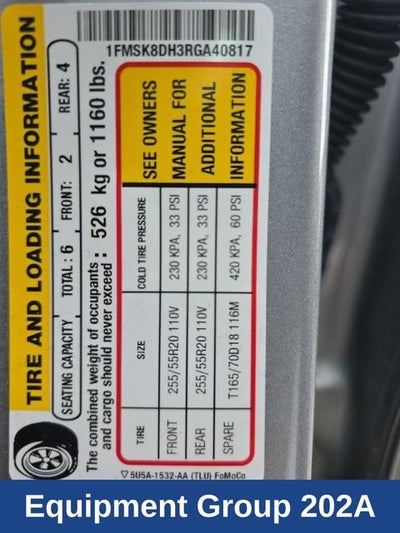 1FMSK8DH3RGA40817
TIRE AND LOADING INFORMATION
SEATING CAPACITY TOTAL: 6 FRONT: 2 REAR: 4
The combined weight of occupants
and cargo should never exceed : 526 kg or 1160 lbs.
TIRE SIZE COLD TIRE PRESSURE
FRONT 255/55R20 110V 230 KPA, 33 PSI
REAR 255/55R20 110V 230 KPA, 33 PSI
SPARE T165/70D18 116M 420 KPA, 60 PSI
SEE OWNERS
MANUAL FOR
ADDITIONAL
INFORMATION
5U5A-1532-AA (TLU) FoMoCo
Equipment Group 202A